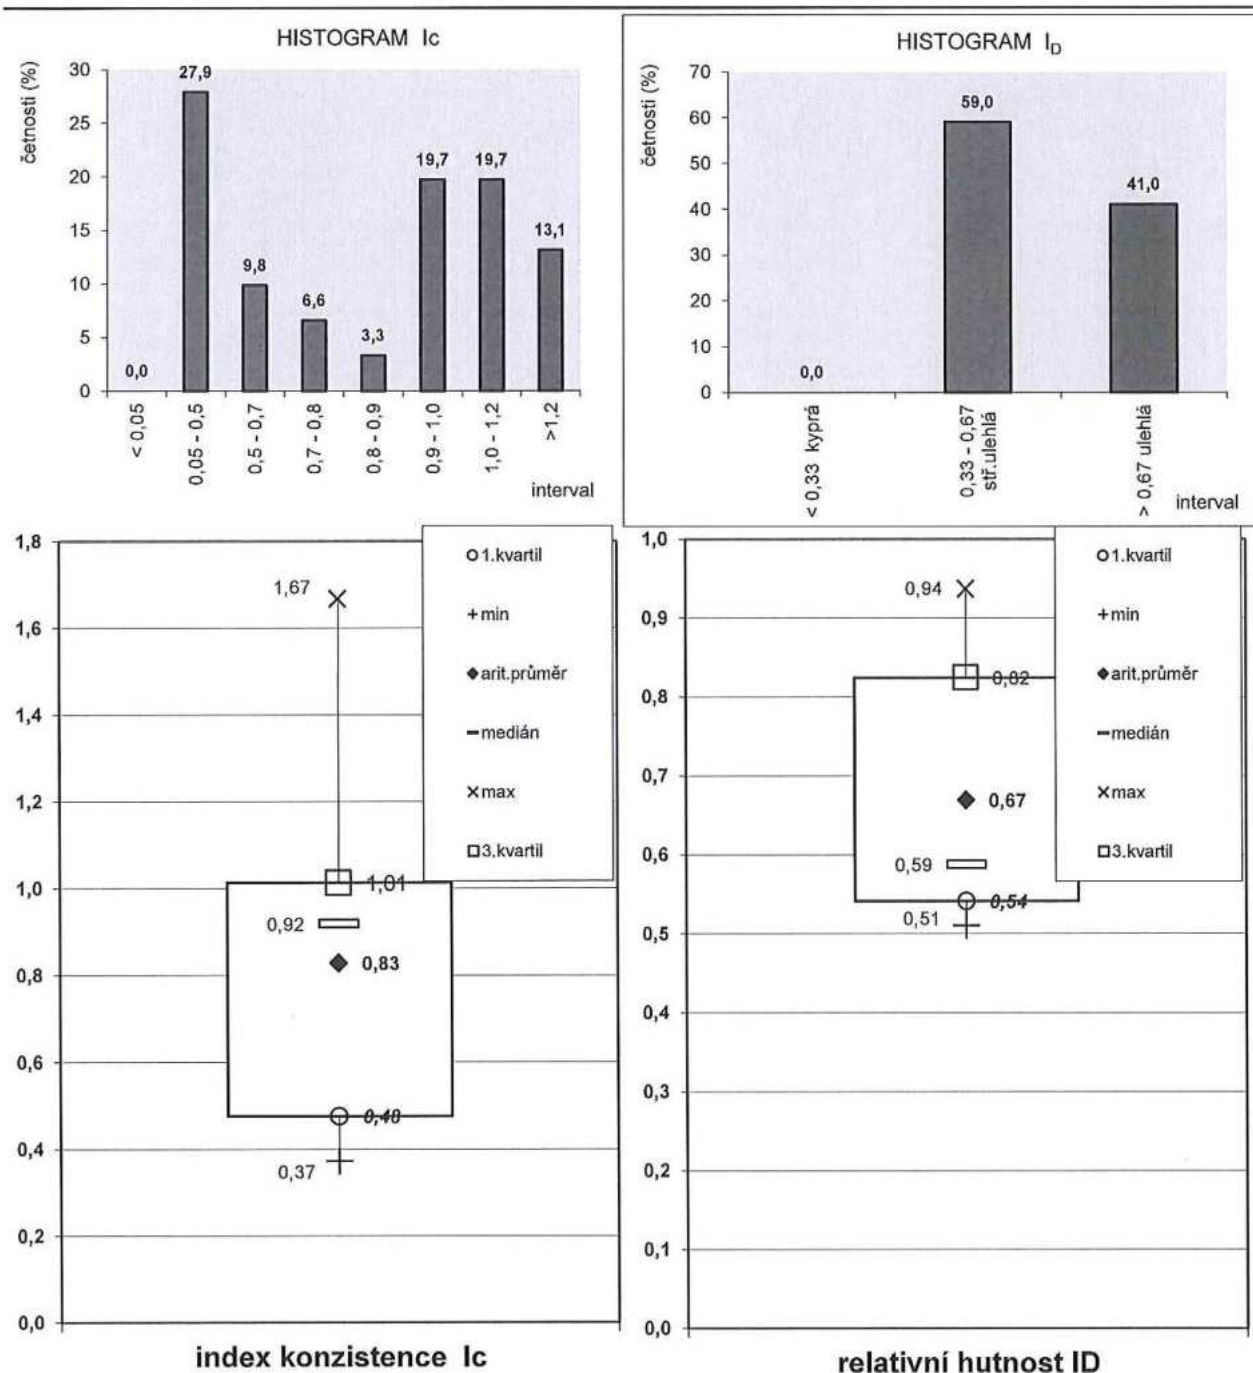 HISTOGRAM Ic
četnosti (%)
30
25
20
15
10
5
0
0,0
27,9
9,8
6,6
3,3
19,7
19,7
13,1
< 0,05
0,05 - 0,5
0,5 - 0,7
0,7 - 0,8
0,8 - 0,9
0,9 - 1,0
1,0 - 1,2
>1,2
interval
HISTOGRAM I_D
četnosti (%)
70
60
50
40
30
20
10
0
0,0
59,0
41,0
< 0,33 kyprá
0,33 - 0,67
stř.ulehlá
> 0,67 ulehlá
interval
1,8
1,6
1,4
1,2
1,0
0,8
0,6
0,4
0,2
0,0
1,67
1,01
0,92
0,83
0,48
0,37
1.kvartil
min
arit.průměr
medián
max
3.kvartil
index konzistence Ic
1,0
0,9
0,8
0,7
0,6
0,5
0,4
0,3
0,2
0,1
0,0
0,94
0,82
0,67
0,59
0,54
0,51
1.kvartil
min
arit.průměr
medián
max
3.kvartil
relativní hutnost ID